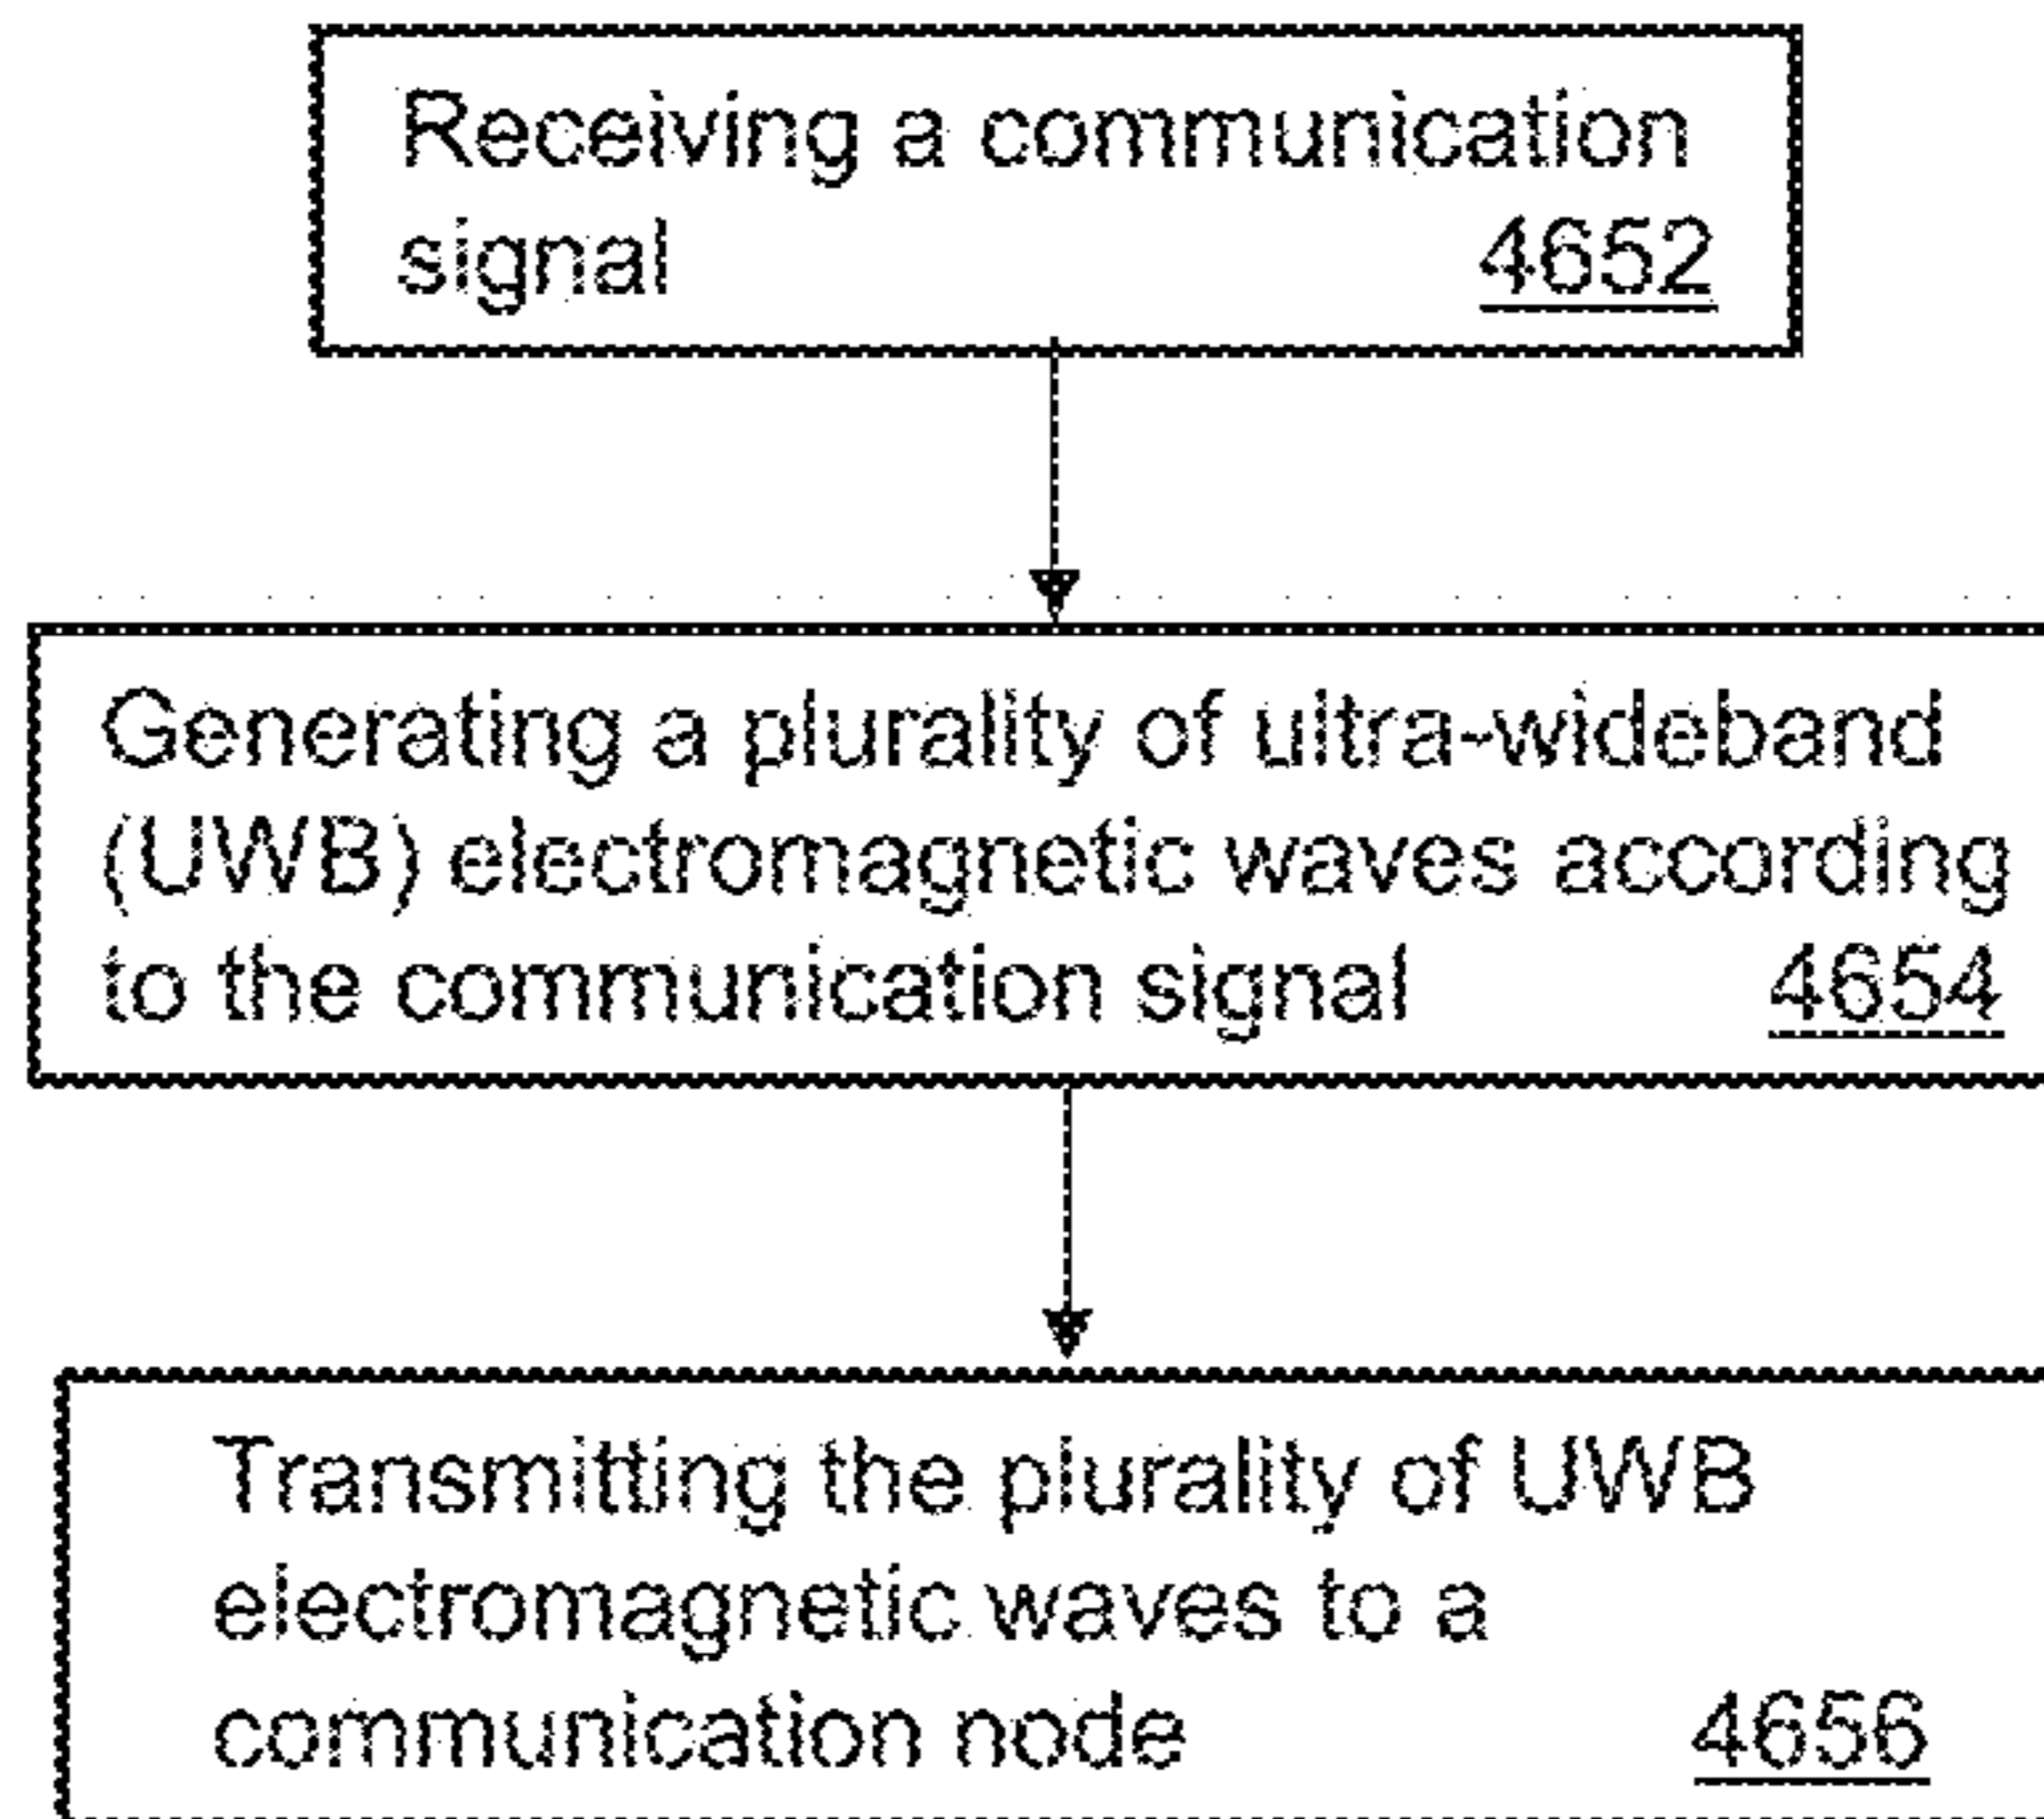 Receiving a communication
signal 4652
Generating a plurality of ultra-wideband
(UWB) electromagnetic waves according
to the communication signal 4654
Transmitting the plurality of UWB
electromagnetic waves to a
communication node 4656